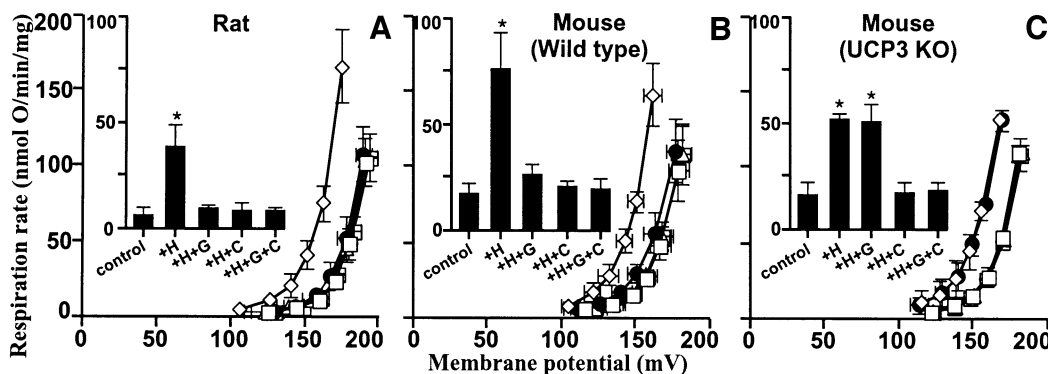 Rat
A
Mouse
(Wild type)
B
Mouse
(UCP3 KO)
C
Respiration rate (nmol O/min/mg)
200
150
100
50
0
100
50
0
*
control
+H
+H+G
+H+C
+H+G+C
0
50
100
150
200
100
50
0
*
control
+H
+H+G
+H+C
+H+G+C
0
50
100
150
200
100
50
0
* *
control
+H
+H+G
+H+C
+H+G+C
0
50
100
150
200
Membrane potential (mV)